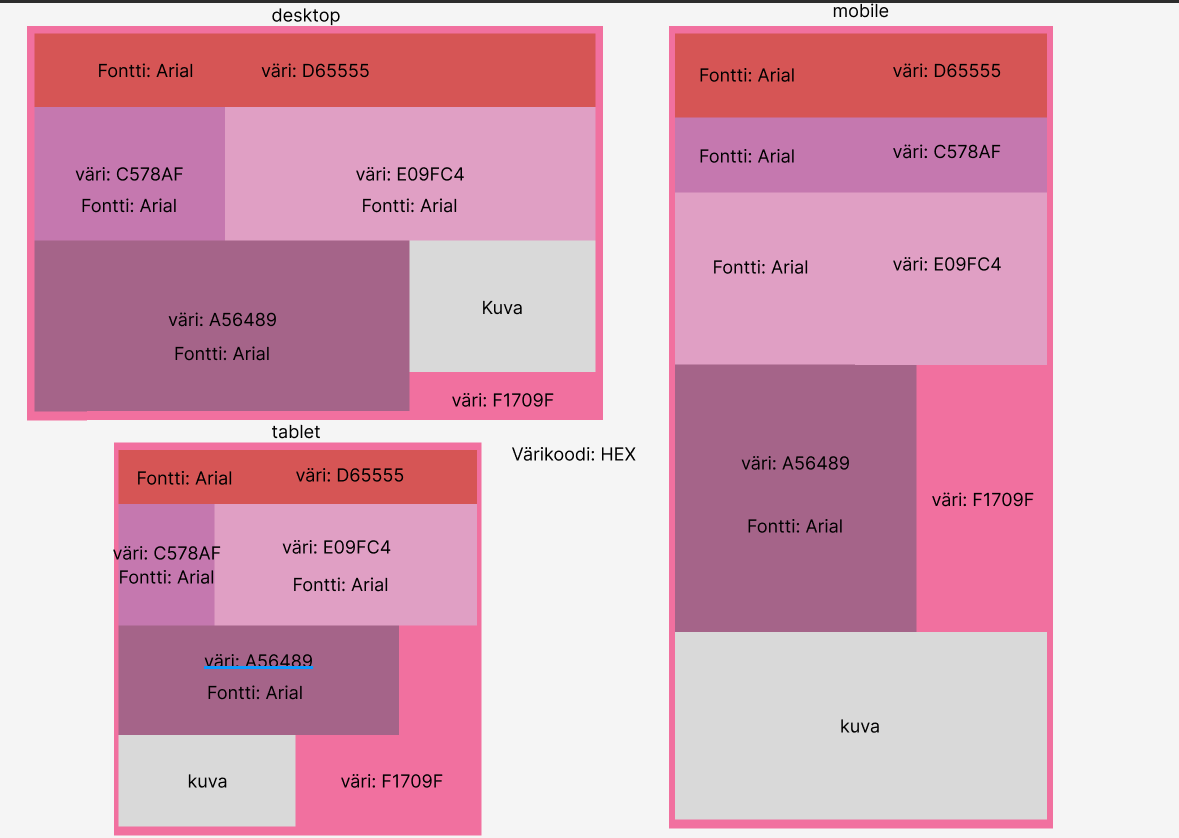 desktop
Fontti: Arial väri: D65555
väri: C578AF
Fontti: Arial
väri: E09FC4
Fontti: Arial
väri: A56489
Fontti: Arial
Kuva
väri: F1709F
tablet
Fontti: Arial väri: D65555
väri: C578AF
Fontti: Arial
väri: E09FC4
Fontti: Arial
väri: A56489
Fontti: Arial
kuva
väri: F1709F
Värikoodi: HEX
mobile
Fontti: Arial väri: D65555
Fontti: Arial väri: C578AF
Fontti: Arial väri: E09FC4
väri: A56489
Fontti: Arial
väri: F1709F
kuva